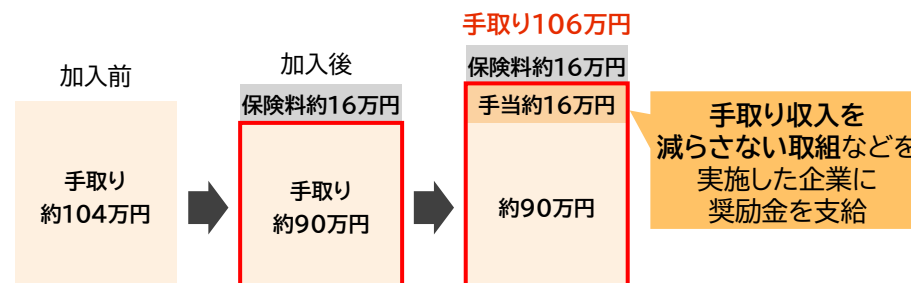 加入前
手取り
約104万円
加入後
保険料約16万円
手取り
約90万円
手取り106万円
保険料約16万円
手当約16万円
約90万円
手取り収入を
減らさない取組などを
実施した企業に
奨励金を支給